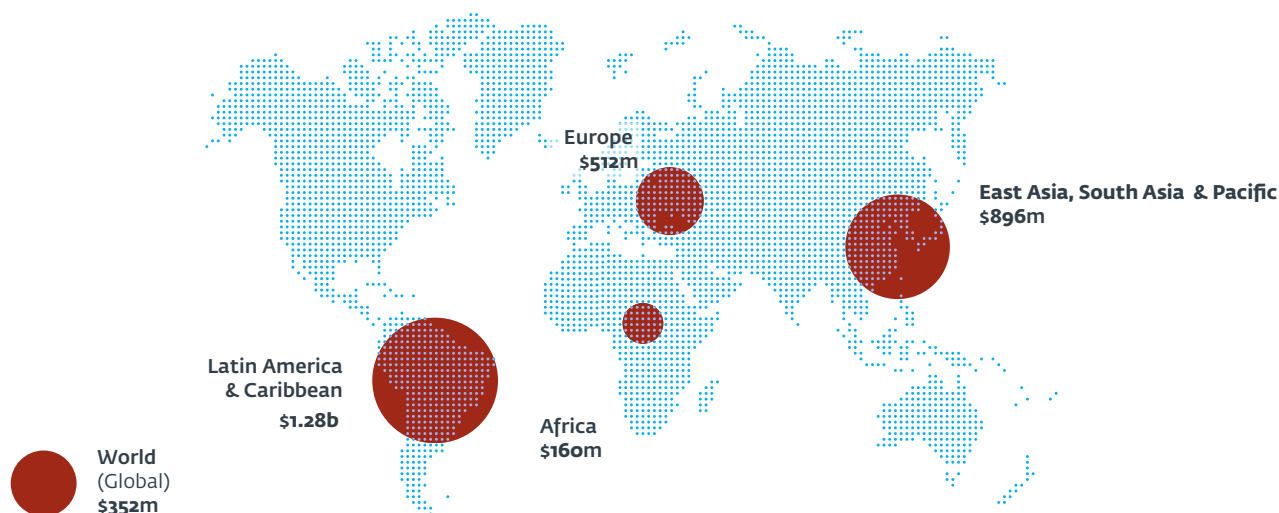 Europe
$512m
East Asia, South Asia & Pacific
$896m
Latin America
& Caribbean
$1.28b
Africa
$160m
World
(Global)
$352m